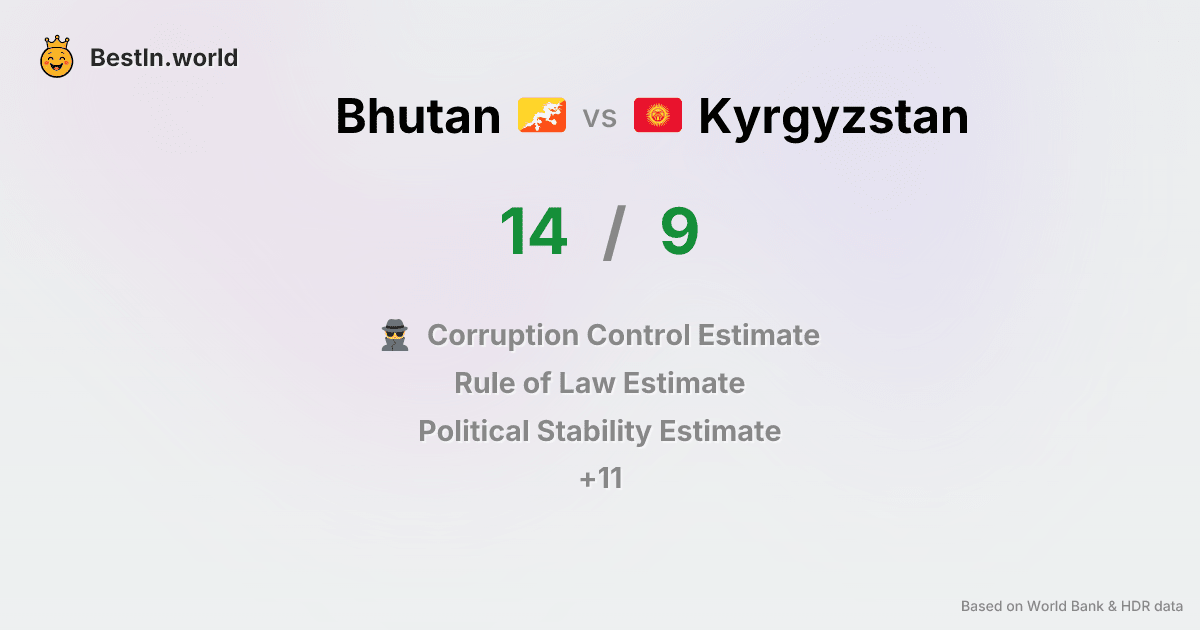 BestIn.world
Bhutan vs Kyrgyzstan
14 / 9
Corruption Control Estimate
Rule of Law Estimate
Political Stability Estimate
+11
Based on World Bank & HDR data